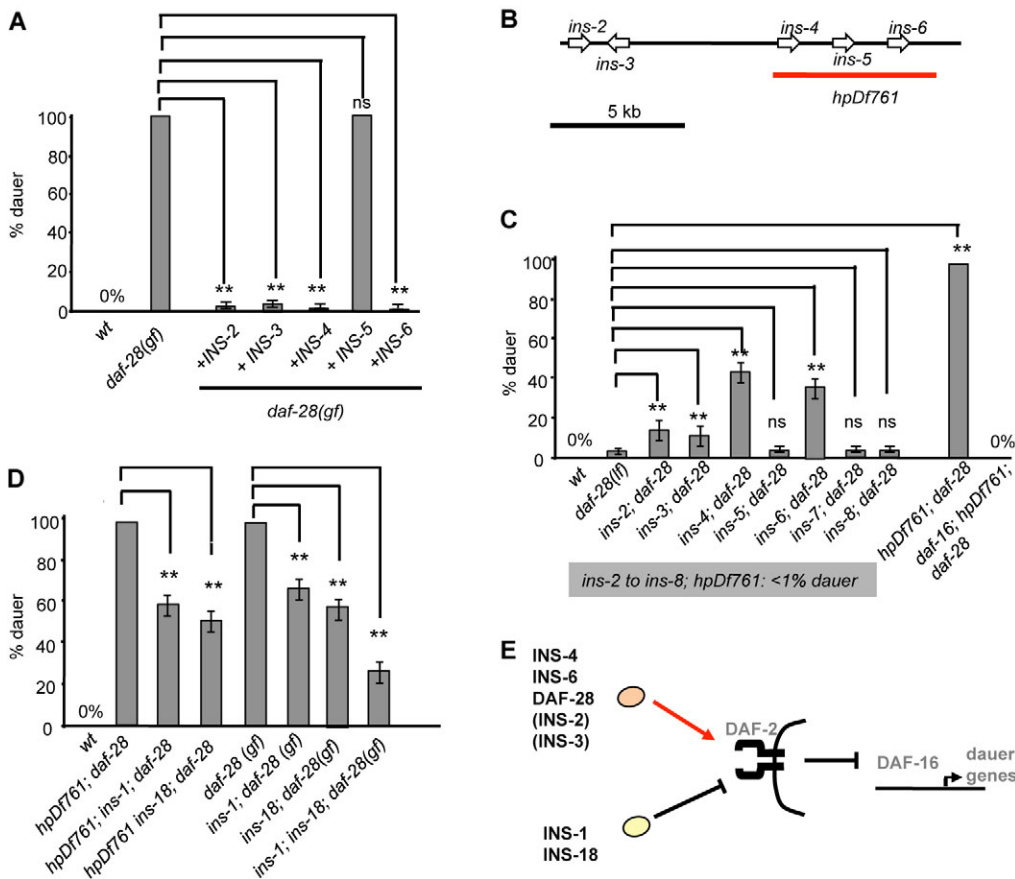 A
% dauer
100
80
60
40
20
0
0%
**
**
**
ns
**
wt
daf-28(gf)
+INS-2
+INS-3
+INS-4
+INS-5
+INS-6
daf-28(gf)
B
ins-2
ins-3
ins-4
ins-5
ins-6
hpDf761
5 kb
C
% dauer
100
80
60
40
20
0
0%
**
**
**
ns
**
ns
ns
**
0%
wt
daf-28(lf)
ins-2; daf-28
ins-3; daf-28
ins-4; daf-28
ins-5; daf-28
ins-6; daf-28
ins-7; daf-28
ins-8; daf-28
hpDf761; daf-28
daf-16; hpDf761;
daf-28
ins-2 to ins-8; hpDf761: <1% dauer
D
% dauer
100
80
60
40
20
0
0%
**
**
**
**
**
wt
hpDf761; daf-28
hpDf761; ins-1; daf-28
hpDf761 ins-18; daf-28
daf-28 (gf)
ins-1; daf-28 (gf)
ins-18; daf-28(gf)
ins-1; ins-18; daf-28(gf)
E
INS-4
INS-6
DAF-28
(INS-2)
(INS-3)
INS-1
INS-18
DAF-2
DAF-16
dauer
genes